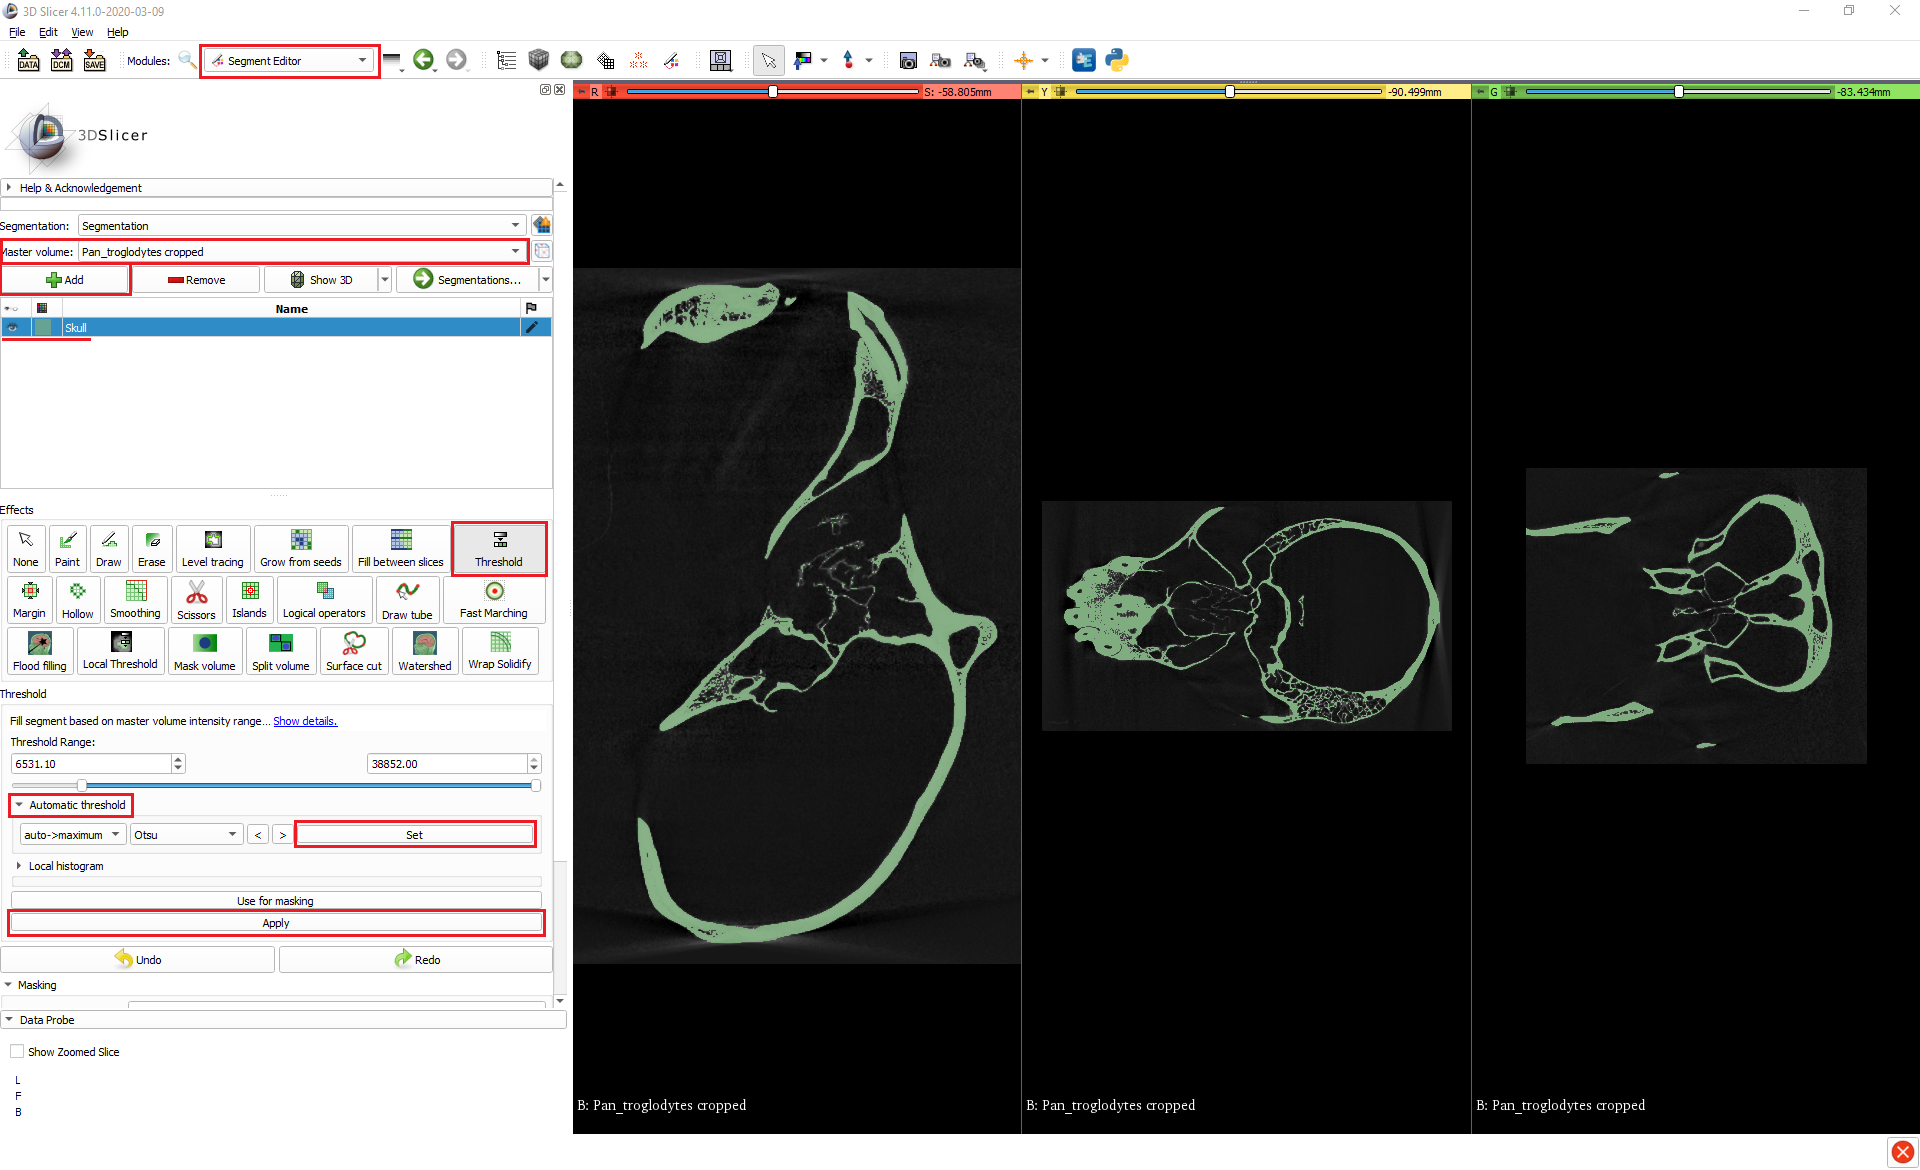 3D Slicer 4.11.0-2020-03-09
File Edit View Help
DATA DCM SAVE Modules: Segment Editor
3DSlicer
Help & Acknowledgement
Segmentation: Segmentation
Master volume: Pan_troglodytes cropped
Add Remove Show 3D Segmentations...
Name
Skull
Effects
None Paint Draw Erase Level tracing Grow from seeds Fill between slices Threshold
Margin Hollow Smoothing Scissors Islands Logical operators Draw tube Fast Marching
Flood filling Local Threshold Mask volume Split volume Surface cut Watershed Wrap Solidify
Threshold
Fill segment based on master volume intensity range... Show details.
Threshold Range:
6531.10 38852.00
Automatic threshold
auto->maximum Otsu < > Set
Local histogram
Use for masking
Apply
Undo Redo
Masking
Data Probe
Show Zoomed Slice
L
F
B
R S: -58.805mm
Y -90.499mm
G -83.434mm
B: Pan_troglodytes cropped
B: Pan_troglodytes cropped
B: Pan_troglodytes cropped